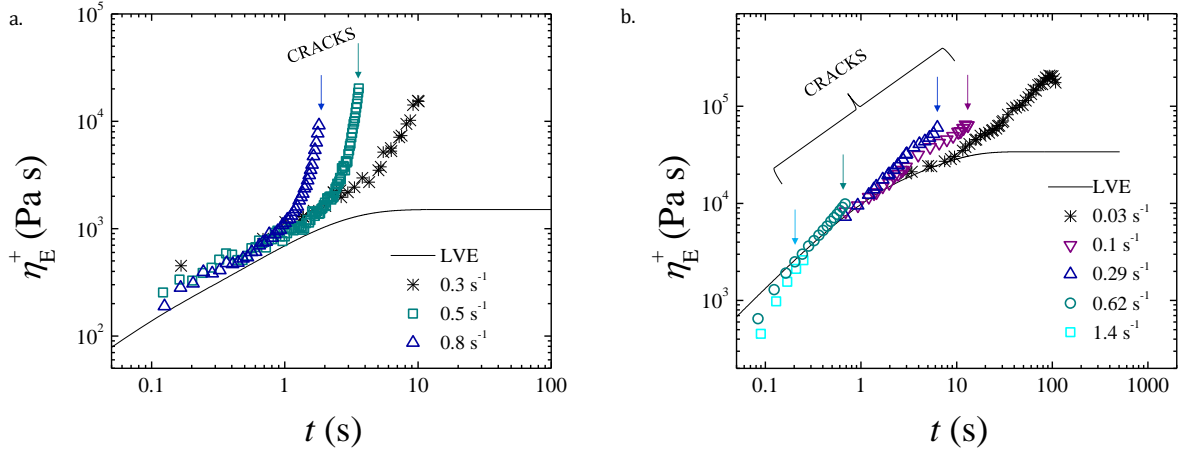 a.
10^5
10^4
10^3
10^2
η_E^+ (Pa s)
CRACKS
LVE
0.3 s^-1
0.5 s^-1
0.8 s^-1
0.1
1
10
100
t (s)
b.
10^5
10^4
10^3
η_E^+ (Pa s)
CRACKS
LVE
0.03 s^-1
0.1 s^-1
0.29 s^-1
0.62 s^-1
1.4 s^-1
0.1
1
10
100
1000
t (s)